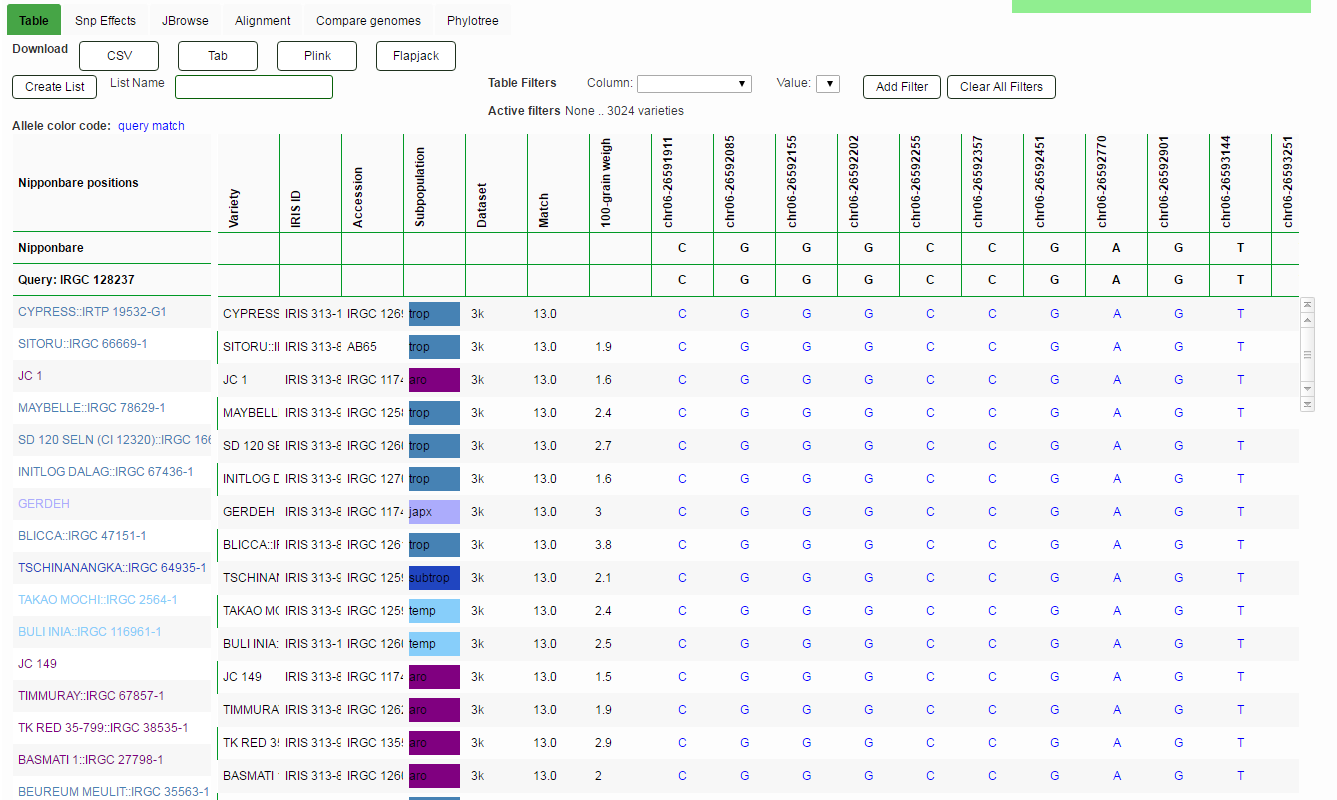 Table Snp Effects JBrowse Alignment Compare genomes Phylotree
Download CSV Tab Plink Flapjack
Create List List Name Table Filters Column: Value: Add Filter Clear All Filters
Active filters None .. 3024 varieties
Allele color code: query match
Nipponbare positions Variety IRIS ID Accession Subpopulation Dataset Match 100-grain weigh chr06-26591911 chr06-26592085 chr06-26592155 chr06-26592202 chr06-26592255 chr06-26592357 chr06-26592451 chr06-26592770 chr06-26592901 chr06-26593144 chr06-26593251
Nipponbare C G G G C C G A G T
Query: IRGC 128237 C G G G C C G A G T
CYPRESS::IRTP 19532-G1 CYPRESS IRIS 313-1 IRGC 126 trop 3k 13.0 C G G G C C G A G T
SITORU::IRGC 66669-1 SITORU::I IRIS 313-8 AB65 trop 3k 13.0 1.9 C G G G C C G A G T
JC 1 JC 1 IRIS 313-8 IRGC 1174 aro 3k 13.0 1.6 C G G G C C G A G T
MAYBELLE::IRGC 78629-1 MAYBELL IRIS 313-9 IRGC 125 trop 3k 13.0 2.4 C G G G C C G A G T
SD 120 SELN (CI 12320)::IRGC 166 SD 120 SE IRIS 313-9 IRGC 126 trop 3k 13.0 2.7 C G G G C C G A G T
INITLOG DALAG::IRGC 67436-1 INITLOG D IRIS 313-9 IRGC 127 trop 3k 13.0 1.6 C G G G C C G A G T
GERDEH GERDEH IRIS 313-8 IRGC 1174 japx 3k 13.0 3 C G G G C C G A G T
BLICCA::IRGC 47151-1 BLICCA::I IRIS 313-8 IRGC 126 trop 3k 13.0 3.8 C G G G C C G A G T
TSCHINANANGKA::IRGC 64935-1 TSCHINA IRIS 313-9 IRGC 125 subtrop 3k 13.0 2.1 C G G G C C G A G T
TAKAO MOCHI::IRGC 2564-1 TAKAO MO IRIS 313-9 IRGC 125 temp 3k 13.0 2.4 C G G G C C G A G T
BULI INIA::IRGC 116961-1 BULI INIA: IRIS 313-1 IRGC 126 temp 3k 13.0 2.5 C G G G C C G A G T
JC 149 JC 149 IRIS 313-8 IRGC 1174 aro 3k 13.0 1.5 C G G G C C G A G T
TIMMURAY::IRGC 67857-1 TIMMURA IRIS 313-8 IRGC 126 aro 3k 13.0 1.9 C G G G C C G A G T
TK RED 35-799::IRGC 38535-1 TK RED 3 IRIS 313-9 IRGC 135 aro 3k 13.0 2.9 C G G G C C G A G T
BASMATI 1::IRGC 27798-1 BASMATI IRIS 313-8 IRGC 126 aro 3k 13.0 2 C G G G C C G A G T
BEUREUM MEULIT::IRGC 35563-1